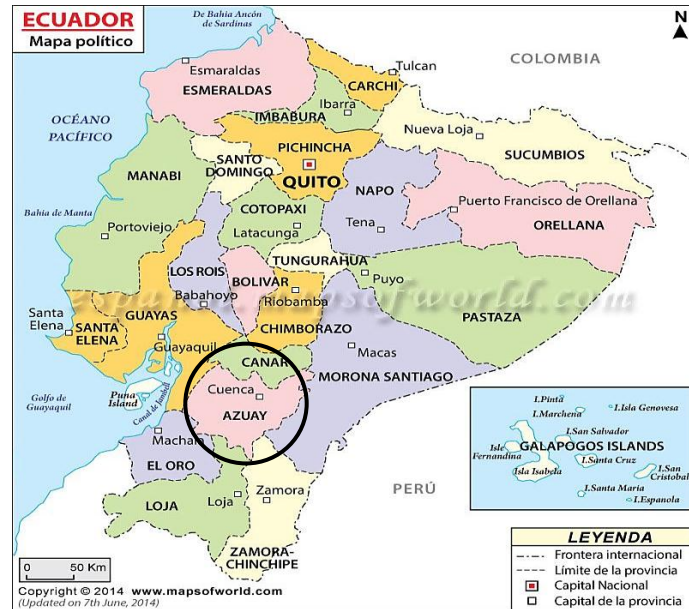 ECUADOR
Mapa político
De Bahia Ancón
de Sardinas
N
COLOMBIA
Esmeraldas
ESMERALDAS
Tulcan
CARCHI
Ibarra
IMBABURA
OCÉANO
PACÍFICO
Nueva Loja
SUCUMBIOS
PICHINCHA
QUITO
SANTO
DOMINGO
MANABI
NAPO
Puerto Francisco de Orellana
ORELLANA
Bahia de Manta
Portoviejo
COTOPAXI
Latacunga
Tena
TUNGURAHUA
Puyo
LOS ROIS
Babahoyo
BOLIVAR
Riobamba
CHIMBORAZO
espanol.mapsofworld.com
PASTAZA
Santa
Elena
SANTA
ELENA
GUAYAS
Guayaquil
Macas
MORONA SANTIAGO
CANAR
Golfo de
Guayaquil
Puna
Island
Canal de Jambeli
Cuenca
AZUAY
Machala
EL ORO
LOJA
Loja
Zamora
ZAMORA-
CHINCHIPE
PERÚ
I.Pinta
I.Marchena
I.Isla Genovesa
I.San Salvador
Isle
Fernandina
GALAPOGOS ISLANDS
Isla Isabela
I.Santa Cruz
I.San
Cristobal
I.Santa Maria
I.Espanola
LEYENDA
Frontera internacional
Límite de la provincia
Capital Nacional
Capital de la provincia
0 50 Km
Copyright © 2014 www.mapsofworld.com
(Updated on 7th June, 2014)